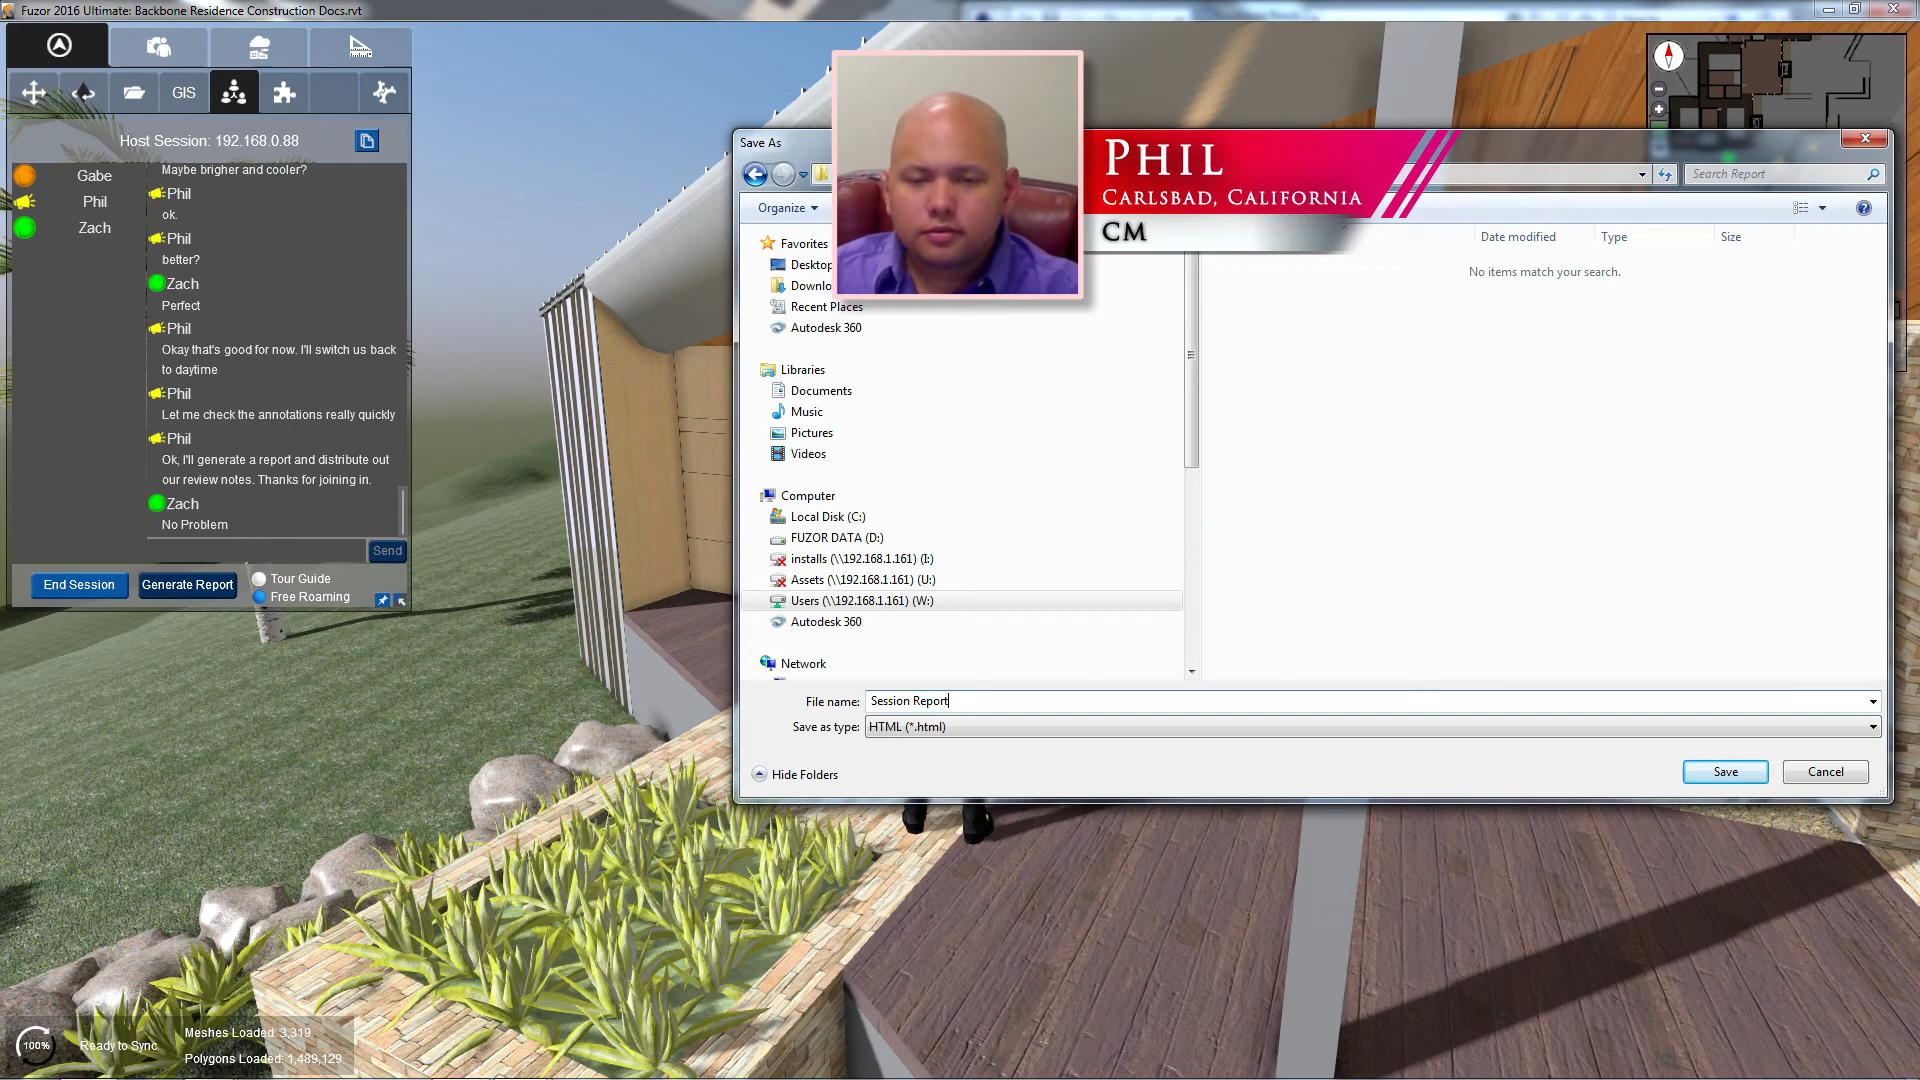 Fuzor 2016 Ultimate: Backbone Residence Construction Docs.rvt
GIS
Host Session: 192.168.0.88
Gabe
Phil
Zach
Maybe brigher and cooler?
Phil
ok.
Phil
better?
Zach
Perfect
Phil
Okay that's good for now. I'll switch us back
to daytime
Phil
Let me check the annotations really quickly
Phil
Ok, I'll generate a report and distribute out
our review notes. Thanks for joining in.
Zach
No Problem
Send
End Session
Generate Report
Tour Guide
Free Roaming
Save As
Search Report
Organize
Date modified
Type
Size
No items match your search.
Favorites
Desktop
Downlo
Recent Places
Autodesk 360
Libraries
Documents
Music
Pictures
Videos
Computer
Local Disk (C:)
FUZOR DATA (D:)
installs (\\192.168.1.161) (I:)
Assets (\\192.168.1.161) (U:)
Users (\\192.168.1.161) (W:)
Autodesk 360
Network
File name: Session Report
Save as type: HTML (*.html)
Hide Folders
Save
Cancel
Phil
Carlsbad, California
CM
100%
Ready to Sync
Meshes Loaded: 3,319
Polygons Loaded: 1,489,129